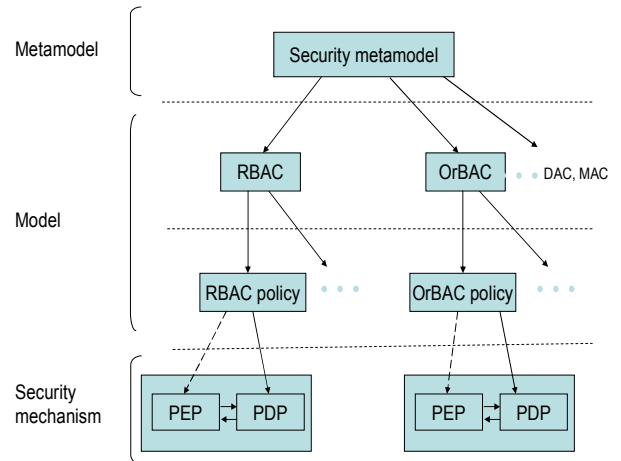 Metamodel
Security metamodel
RBAC
OrBAC
DAC, MAC
Model
RBAC policy
OrBAC policy
Security
mechanism
PEP
PDP
PEP
PDP